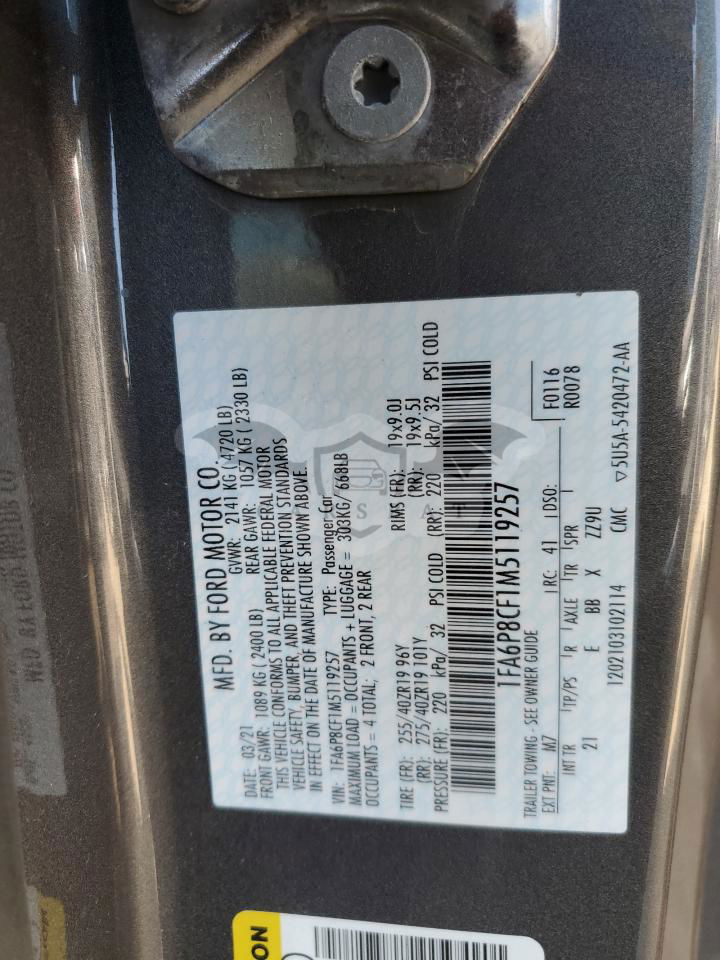 MFD. BY FORD MOTOR CO.
DATE: 03/21 GVWR: 2141 KG ( 4720 LB)
FRONT GAWR: 1089 KG ( 2400 LB) REAR GAWR: 1057 KG ( 2330 LB)
THIS VEHICLE CONFORMS TO ALL APPLICABLE FEDERAL MOTOR
VEHICLE SAFETY, BUMPER, AND THEFT PREVENTION STANDARDS
IN EFFECT ON THE DATE OF MANUFACTURE SHOWN ABOVE.
VIN: 1FA6P8CF1M5119257 TYPE: Passenger Car
MAXIMUM LOAD = OCCUPANTS + LUGGAGE = 303KG/ 668LB
OCCUPANTS = 4 TOTAL; 2 FRONT, 2 REAR
TIRE (FR): 255/40ZR19 96Y RIMS (FR): 19x9.0J
(RR): 275/40ZR19 101Y (RR): 19x9.5J
PRESSURE (FR): 220 kPa/ 32 PSI COLD (RR): 220 kPa/ 32 PSI COLD
1FA6P8CF1M5119257
TRAILER TOWING - SEE OWNER GUIDE F0116
EXT PNT: M7 RC: 41 DSO: R0078
INT TR TP/PS R AXLE TR SPR
21 E BB X ZZ9U
1202103102114 CMC ▽5U5A-5420472-AA
ON